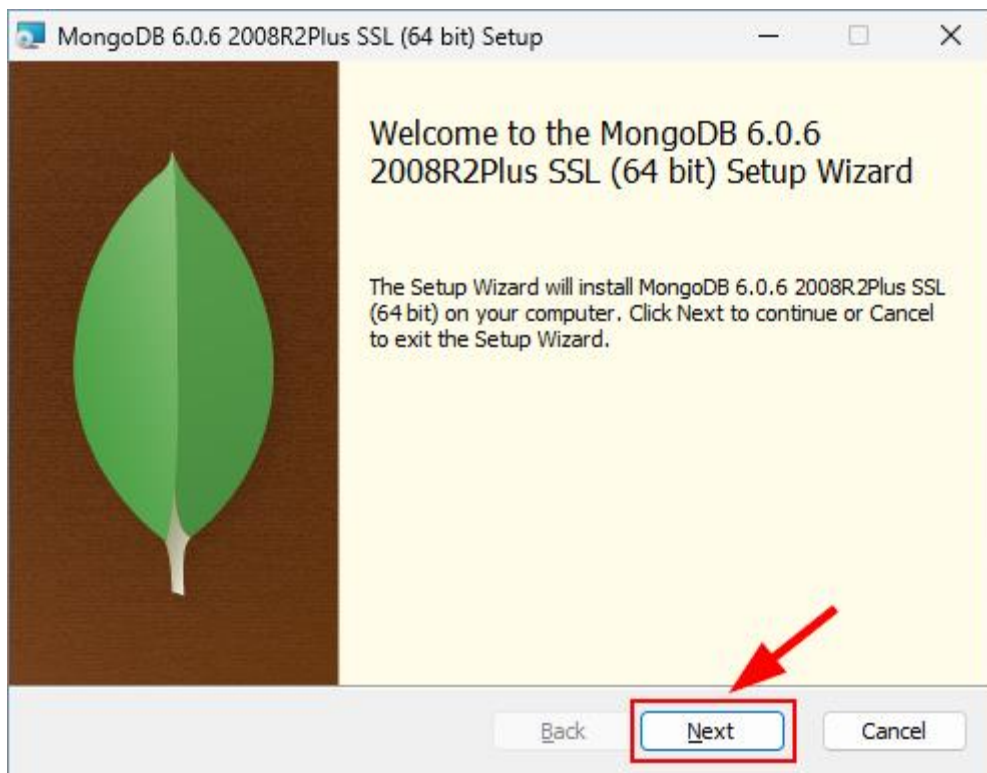 MongoDB 6.0.6 2008R2Plus SSL (64 bit) Setup
Welcome to the MongoDB 6.0.6
2008R2Plus SSL (64 bit) Setup Wizard
The Setup Wizard will install MongoDB 6.0.6 2008R2Plus SSL
(64 bit) on your computer. Click Next to continue or Cancel
to exit the Setup Wizard.
Back Next Cancel